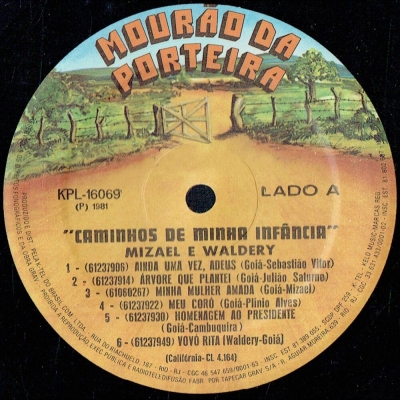 MOURÃO DA
PORTEIRA
KPL-16069
(P) 1981
LADO A
"CAMINHOS DE MINHA INFÂNCIA"
MIZAEL E WALDERY
1 - (61237906) AINDA UMA VEZ, ADEUS (Goiá-Sebastião Vitor)
2 - (61237914) ÁRVORE QUE PLANTEI (Goiá-Julião Saturno)
3 - (61060267) MINHA MULHER AMADA (Goiá-Mizael)
4 - (61237922) MEU CORÓ (Goiá-Plínio Alves)
5 - (61237930) HOMENAGEM AO PRESIDENTE
(Goiá-Cambuquira)
6 - (61237949) VOVÓ RITA (Waldery-Goiá)
(Califórnia-CL 4.164)